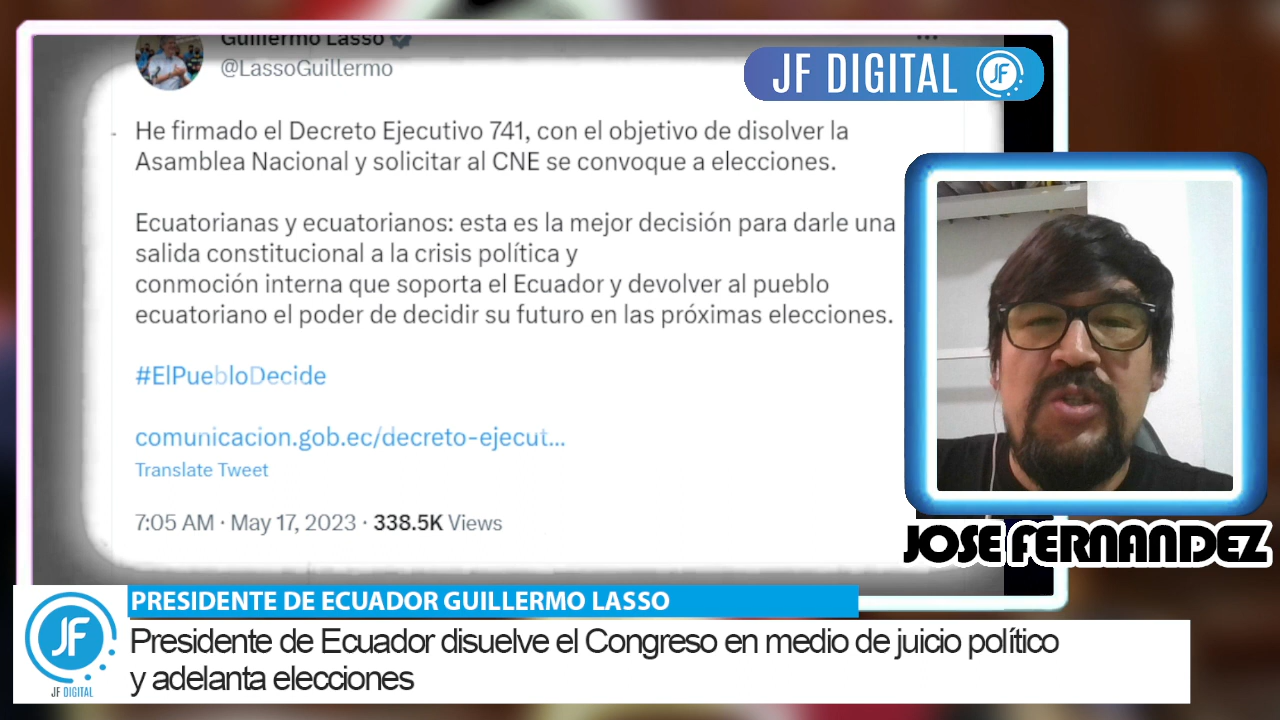 Guillermo Lasso
@LassoGuillermo
JF DIGITAL JF
He firmado el Decreto Ejecutivo 741, con el objetivo de disolver la
Asamblea Nacional y solicitar al CNE se convoque a elecciones.
Ecuatorianas y ecuatorianos: esta es la mejor decisión para darle una
salida constitucional a la crisis política y
conmoción interna que soporta el Ecuador y devolver al pueblo
ecuatoriano el poder de decidir su futuro en las próximas elecciones.
#ElPuebloDecide
comunicacion.gob.ec/decreto-ejecut...
Translate Tweet
7:05 AM · May 17, 2023 · 338.5K Views
JOSE FERNANDEZ
PRESIDENTE DE ECUADOR GUILLERMO LASSO
Presidente de Ecuador disuelve el Congreso en medio de juicio político
y adelanta elecciones
JF
JF DIGITAL